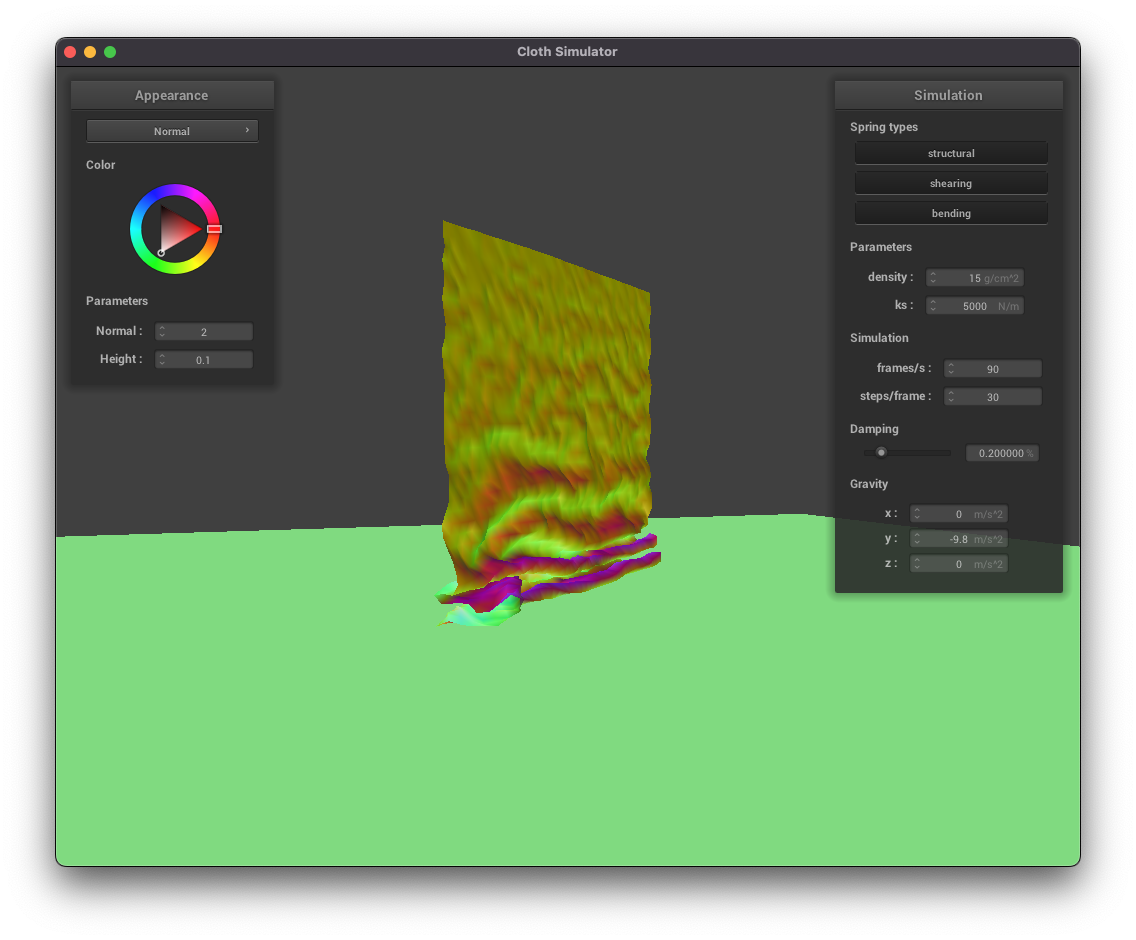 Cloth Simulator
Appearance
Normal ›
Color
Parameters
Normal : 2
Height : 0.1
Simulation
Spring types
structural
shearing
bending
Parameters
density : 15 g/cm^2
ks : 5000 N/m
Simulation
frames/s : 90
steps/frame : 30
Damping
0.200000 %
Gravity
x : 0 m/s^2
y : -9.8 m/s^2
z : 0 m/s^2